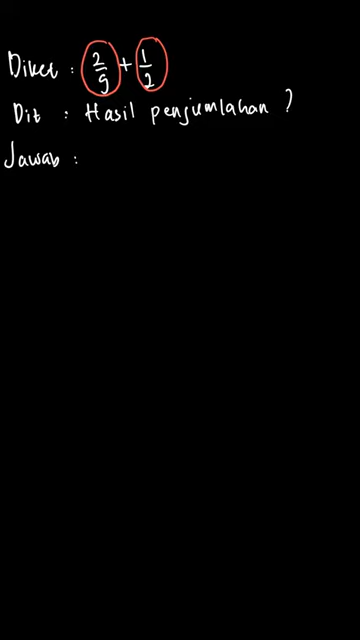 Diket : 2/9 + 1/2
Dit : Hasil penjumlahan ?
Jawab :